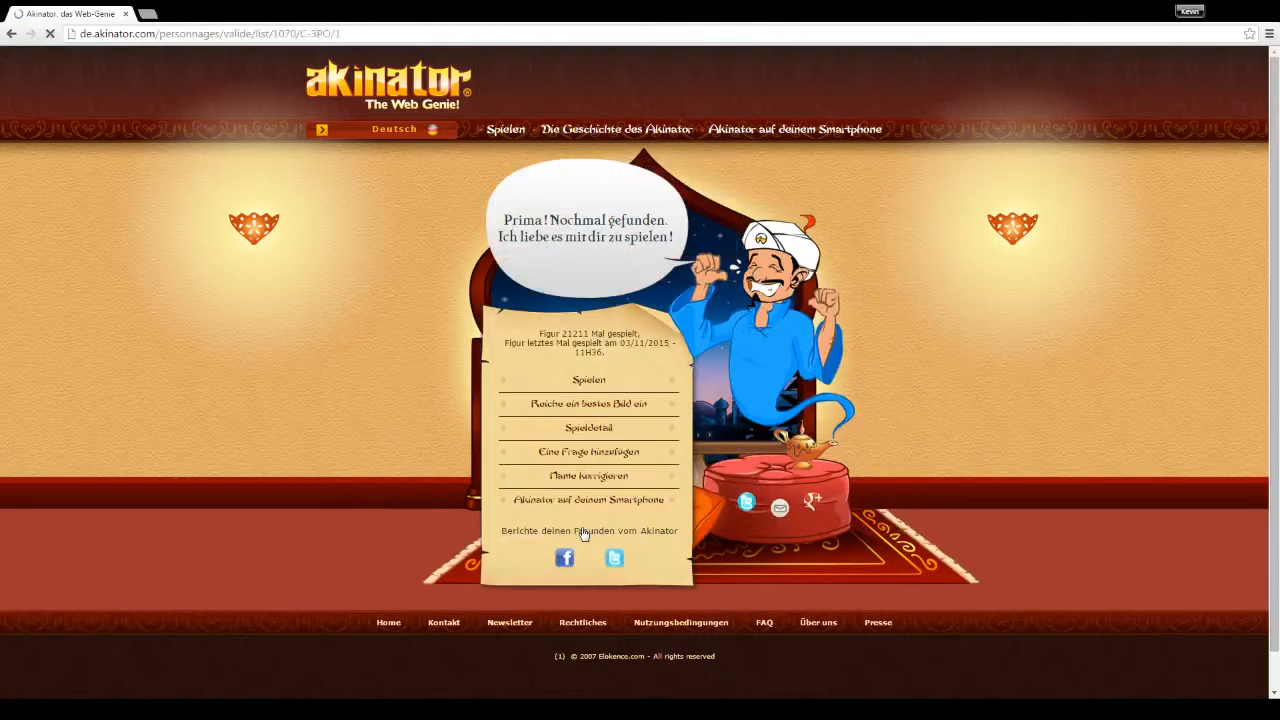 Akinator, das Web-Genie
Kevin
de.akinator.com/personnages/valide/list/1070/C-3PO/1
akinator®
The Web Genie!
Deutsch
Spielen - Die Geschichte des Akinator - Akinator auf deinem Smartphone
Prima! Nochmal gefunden.
Ich liebe es mir dir zu spielen!
Figur 21211 Mal gespielt,
Figur letztes Mal gespielt am 03/11/2015 -
11H36.
Spielen
Reiche ein bestes Bild ein
Spieldetail
Eine Frage hinzufügen
Name korrigieren
Akinator auf deinem Smartphone
Berichte deinen Freunden vom Akinator
Home Kontakt Newsletter Rechtliches Nutzungsbedingungen FAQ Über uns Presse
(1) © 2007 Elokence.com - All rights reserved